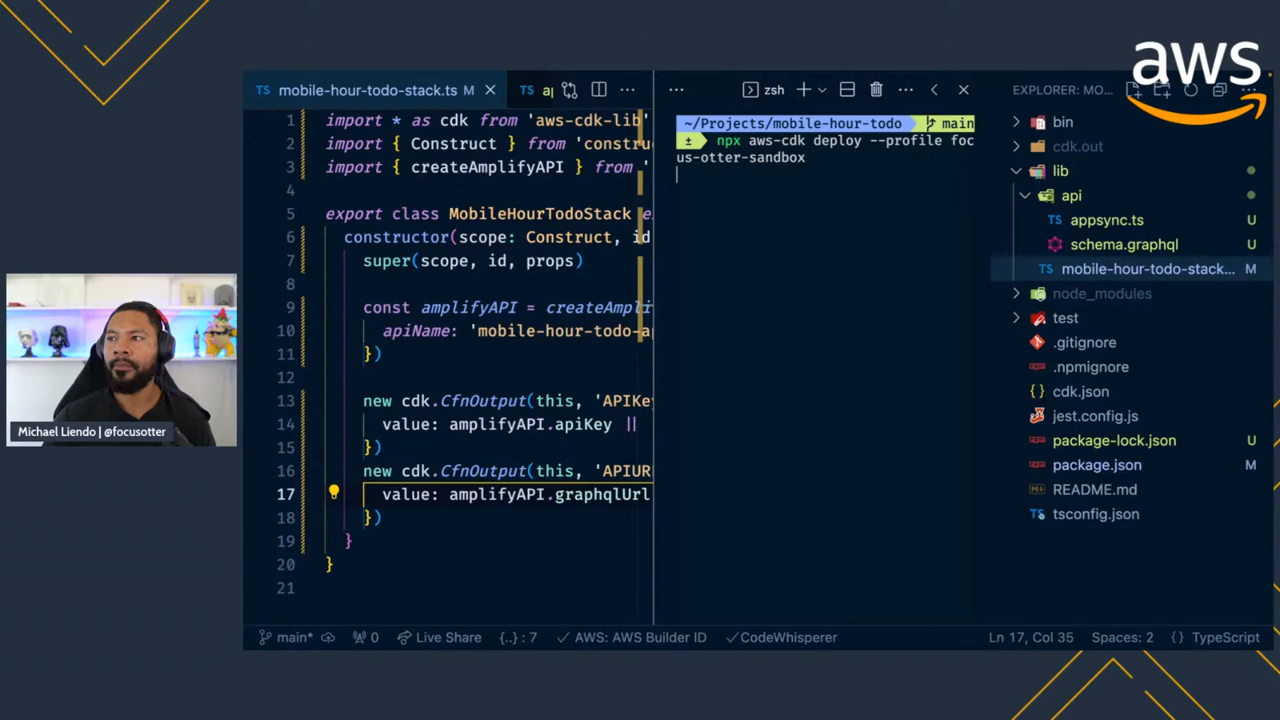 aws
TS mobile-hour-todo-stack.ts M
TS
zsh
EXPLORER: MO...
1 import * as cdk from 'aws-cdk-lib'
2 import { Construct } from 'constru
3 import { createAmplifyAPI } from '
4
5 export class MobileHourTodoStack e
6 constructor(scope: Construct, id
7 super(scope, id, props)
8
9 const amplifyAPI = createAmplif
10 apiName: 'mobile-hour-todo-a
11 })
12
13 new cdk.CfnOutput(this, 'APIKey
14 value: amplifyAPI.apiKey ||
15 })
16 new cdk.CfnOutput(this, 'APIUR
17 value: amplifyAPI.graphqlUrl
18 })
19 }
20 }
21
~/Projects/mobile-hour-todo main
± npx aws-cdk deploy --profile foc
us-otter-sandbox
bin
cdk.out
lib
api
TS appsync.ts U
schema.graphql U
TS mobile-hour-todo-stack... M
node_modules
test
.gitignore
.npmignore
{} cdk.json
jest.config.js
package-lock.json U
package.json M
README.md
TS tsconfig.json
Michael Liendo | @focusotter
main* 0 Live Share {..} : 7 AWS: AWS Builder ID CodeWhisperer Ln 17, Col 35 Spaces: 2 {} TypeScript